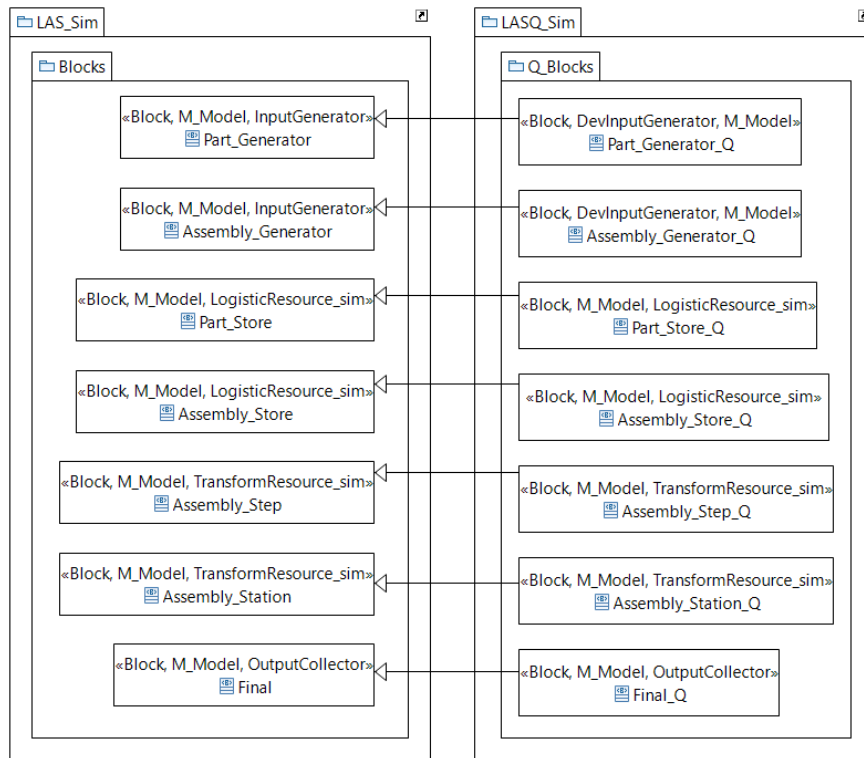 LAS_Sim
Blocks
«Block, M_Model, InputGenerator»
Part_Generator
«Block, M_Model, InputGenerator»
Assembly_Generator
«Block, M_Model, LogisticResource_sim»
Part_Store
«Block, M_Model, LogisticResource_sim»
Assembly_Store
«Block, M_Model, TransformResource_sim»
Assembly_Step
«Block, M_Model, TransformResource_sim»
Assembly_Station
«Block, M_Model, OutputCollector»
Final
LASQ_Sim
Q_Blocks
«Block, DevInputGenerator, M_Model»
Part_Generator_Q
«Block, DevInputGenerator, M_Model»
Assembly_Generator_Q
«Block, M_Model, LogisticResource_sim»
Part_Store_Q
«Block, M_Model, LogisticResource_sim»
Assembly_Store_Q
«Block, M_Model, TransformResource_sim»
Assembly_Step_Q
«Block, M_Model, TransformResource_sim»
Assembly_Station_Q
«Block, M_Model, OutputCollector»
Final_Q